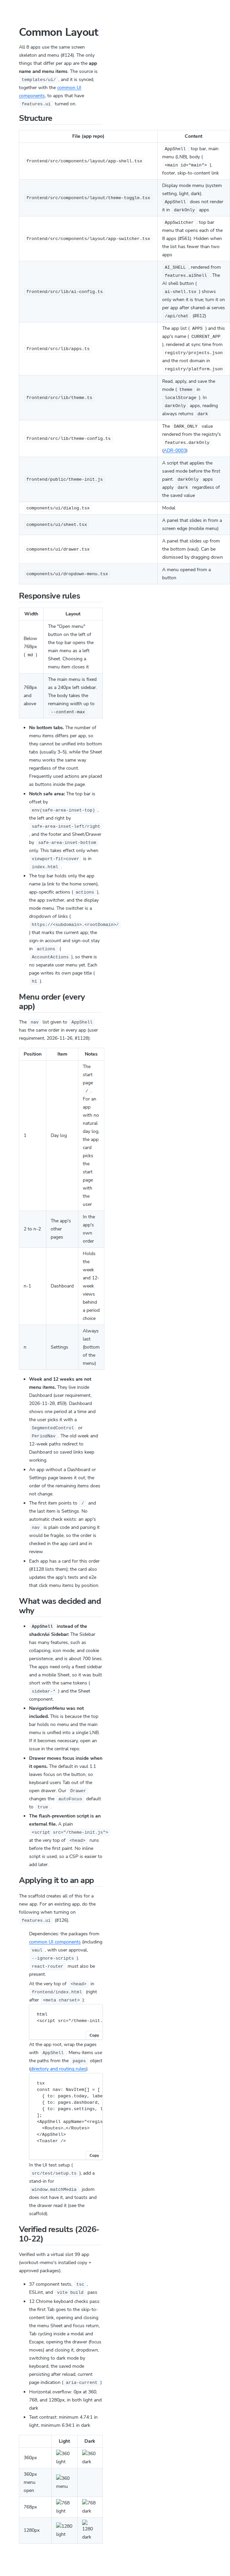 Common Layout
All 8 apps use the same screen
skeleton and menu (#124). The only
things that differ per app are the app
name and menu items. The source is
templates/ui/ , and it is synced,
together with the common UI
components, to apps that have
features.ui turned on.
Structure
File (app repo) Content
frontend/src/components/layout/app-shell.tsx
AppShell : top bar, main
menu (LNB), body (
<main id="main"> ),
footer, skip-to-content link
frontend/src/components/layout/theme-toggle.tsx
Display mode menu (system
setting, light, dark).
AppShell does not render
it in darkOnly apps
frontend/src/components/layout/app-switcher.tsx
AppSwitcher : top bar
menu that opens each of the
8 apps (#561). Hidden when
the list has fewer than two
apps
frontend/src/lib/ai-config.ts
AI_SHELL , rendered from
features.aiShell . The
AI shell button (
ai-shell.tsx ) shows
only when it is true; turn it on
per app after shared-ai serves
/api/chat (#612)
frontend/src/lib/apps.ts
The app list ( APPS ) and this
app's name ( CURRENT_APP
), rendered at sync time from
registry/projects.json
and the root domain in
registry/platform.json
frontend/src/lib/theme.ts
Read, apply, and save the
mode ( theme in
localStorage ). In
darkOnly apps, reading
always returns dark
frontend/src/lib/theme-config.ts
The DARK_ONLY value
rendered from the registry's
features.darkOnly
(ADR-0003)
frontend/public/theme-init.js
A script that applies the
saved mode before the first
paint. darkOnly apps
apply dark regardless of
the saved value
components/ui/dialog.tsx Modal
components/ui/sheet.tsx
A panel that slides in from a
screen edge (mobile menu)
components/ui/drawer.tsx
A panel that slides up from
the bottom (vaul). Can be
dismissed by dragging down
components/ui/dropdown-menu.tsx
A menu opened from a
button
Responsive rules
Width Layout
Below
768px
( md )
The "Open menu"
button on the left of
the top bar opens the
main menu as a left
Sheet. Choosing a
menu item closes it
768px
and
above
The main menu is fixed
as a 240px left sidebar.
The body takes the
remaining width up to
--content-max
No bottom tabs. The number of
menu items differs per app, so
they cannot be unified into bottom
tabs (usually 3–5), while the Sheet
menu works the same way
regardless of the count.
Frequently used actions are placed
as buttons inside the page.
Notch safe area: The top bar is
offset by
env(safe-area-inset-top) ,
the left and right by
safe-area-inset-left/right
, and the footer and Sheet/Drawer
by safe-area-inset-bottom
only. This takes effect only when
viewport-fit=cover is in
index.html .
The top bar holds only the app
name (a link to the home screen),
app-specific actions ( actions ),
the app switcher, and the display
mode menu. The switcher is a
dropdown of links (
https://<subdomain>.<rootDomain>/
) that marks the current app; the
sign-in account and sign-out stay
in actions (
AccountActions ), so there is
no separate user menu yet. Each
page writes its own page title (
h1 ).
Menu order (every
app)
The nav list given to AppShell
has the same order in every app (user
requirement, 2026-11-26, #1128):
Position Item Notes
1 Day log
The
start
page
/ .
For an
app
with no
natural
day log,
the app
card
picks
the
start
page
with
the
user
2 to n-2
The app's
other
pages
In the
app's
own
order
n-1 Dashboard
Holds
the
week
and 12-
week
views
behind
a period
choice
n Settings
Always
last
(bottom
of the
menu)
Week and 12 weeks are not
menu items. They live inside
Dashboard (user requirement,
2026-11-28, #59). Dashboard
shows one period at a time and
the user picks it with a
SegmentedControl or
PeriodNav . The old week and
12-week paths redirect to
Dashboard so saved links keep
working.
An app without a Dashboard or
Settings page leaves it out; the
order of the remaining items does
not change.
The first item points to / and
the last item is Settings. No
automatic check exists: an app's
nav is plain code and parsing it
would be fragile, so the order is
checked in the app card and in
review.
Each app has a card for this order
(#1128 lists them); the card also
updates the app's tests and e2e
that click menu items by position.
What was decided and
why
AppShell instead of the
shadcn/ui Sidebar: The Sidebar
has many features, such as
collapsing, icon mode, and cookie
persistence, and is about 700 lines.
The apps need only a fixed sidebar
and a mobile Sheet, so it was built
short with the same tokens (
sidebar-* ) and the Sheet
component.
NavigationMenu was not
included. This is because the top
bar holds no menu and the main
menu is unified into a single LNB.
If it becomes necessary, open an
issue in the central repo.
Drawer moves focus inside when
it opens. The default in vaul 1.1
leaves focus on the button, so
keyboard users Tab out of the
open drawer. Our Drawer
changes the autoFocus default
to true .
The flash-prevention script is an
external file. A plain
<script src="/theme-init.js">
at the very top of <head> runs
before the first paint. No inline
script is used, so a CSP is easier to
add later.
Applying it to an app
The scaffold creates all of this for a
new app. For an existing app, do the
following when turning on
features.ui (#126).
Dependencies: the packages from
common UI components (including
vaul , with user approval,
--ignore-scripts ).
react-router must also be
present.
At the very top of <head> in
frontend/index.html (right
after <meta charset> ):
html
<script src="/theme-init.
Copy
At the app root, wrap the pages
with AppShell . Menu items use
the paths from the pages object
(directory and routing rules).
tsx
const nav: NavItem[] = [
{ to: pages.today, labe
{ to: pages.dashboard,
{ to: pages.settings, l
];
<AppShell appName="<regis
<Routes>…</Routes>
</AppShell>
<Toaster />
Copy
In the UI test setup (
src/test/setup.ts ), add a
stand-in for
window.matchMedia . jsdom
does not have it, and toasts and
the drawer read it (see the
scaffold).
Verified results (2026-
10-22)
Verified with a virtual slot 99 app
(workout-memo's installed copy +
approved packages).
37 component tests, tsc ,
ESLint, and vite build pass
12 Chrome keyboard checks pass:
the first Tab goes to the skip-to-
content link, opening and closing
the menu Sheet and focus return,
Tab cycling inside a modal and
Escape, opening the drawer (focus
moves) and closing it, dropdown,
switching to dark mode by
keyboard, the saved mode
persisting after reload, current
page indication ( aria-current )
Horizontal overflow: 0px at 360,
768, and 1280px, in both light and
dark
Text contrast: minimum 4.74:1 in
light, minimum 6.94:1 in dark
Light Dark
360px 360 light 360 dark
360px
menu
open
360
menu
768px 768 light 768 dark
1280px 1280 light 1280 dark